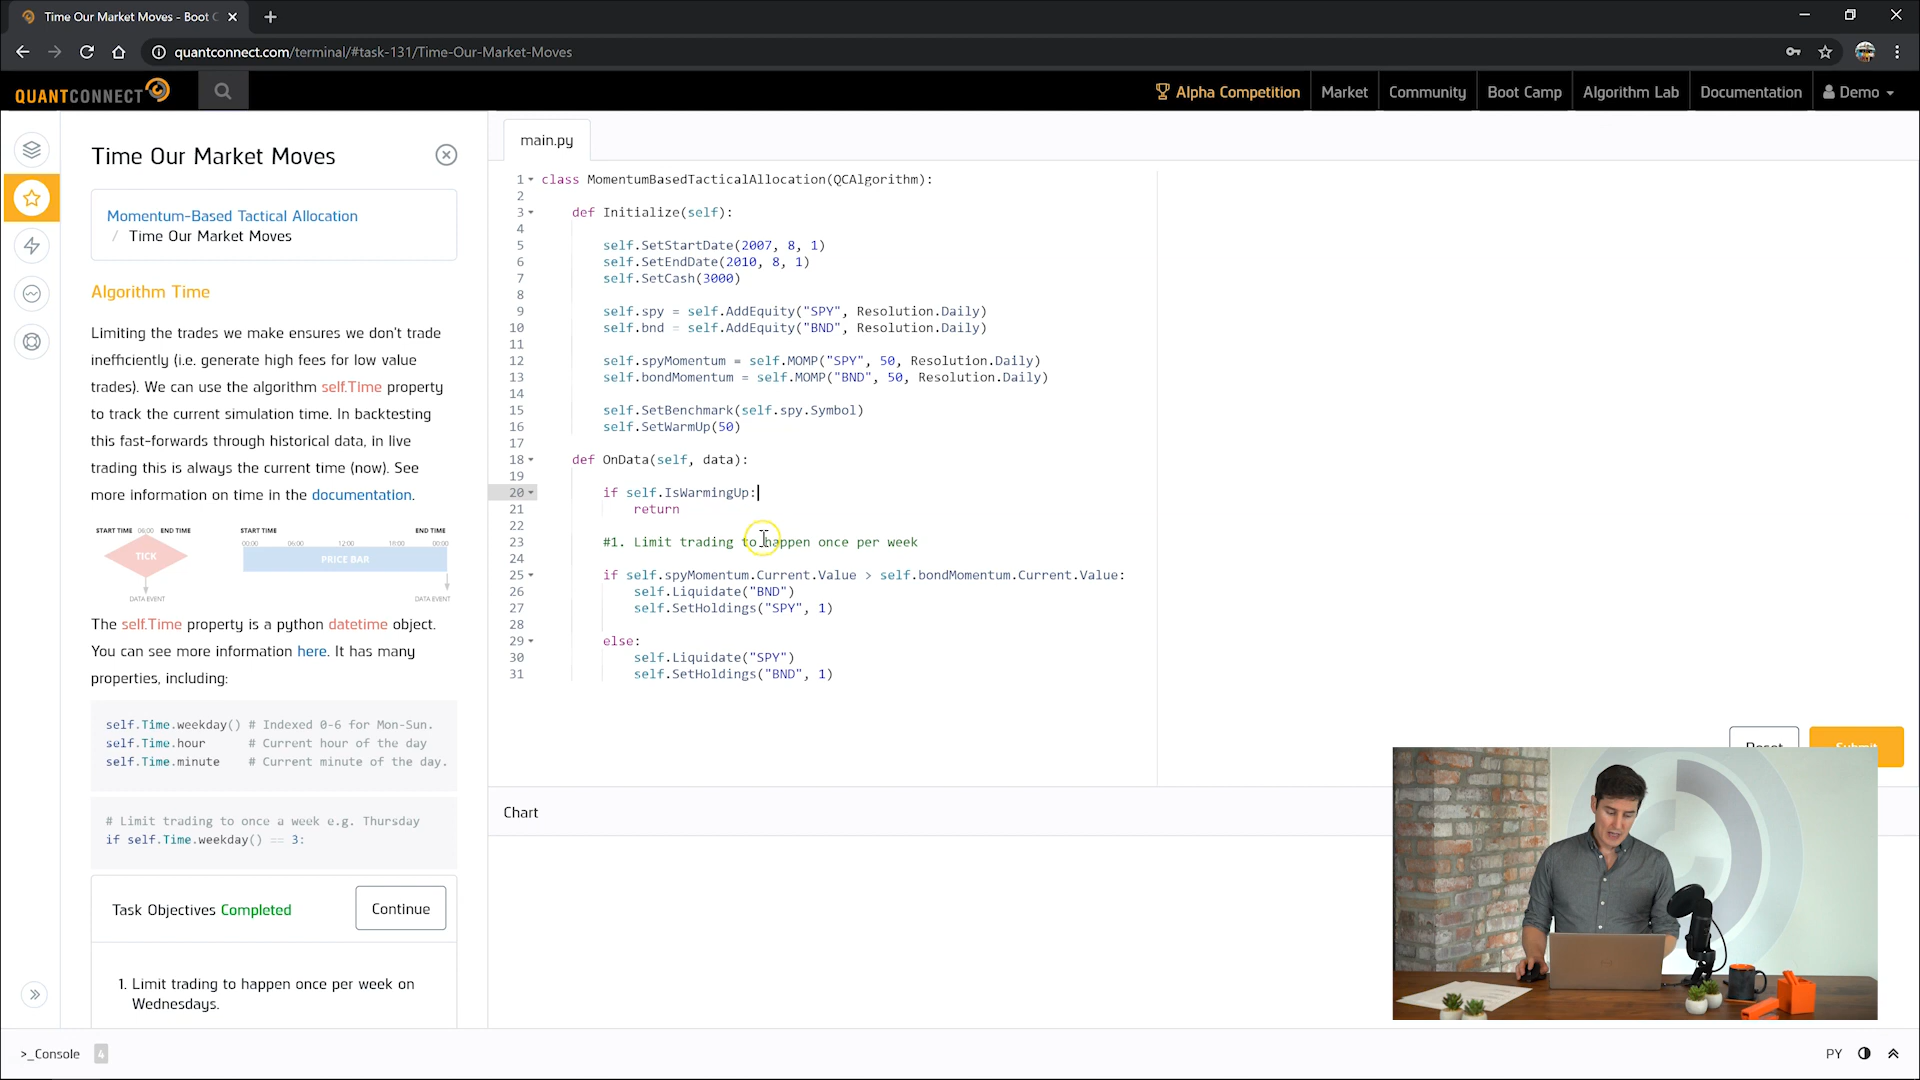 Time Our Market Moves - Boot C
quantconnect.com/terminal/#task-131/Time-Our-Market-Moves
QUANTCONNECT
Alpha Competition
Market
Community
Boot Camp
Algorithm Lab
Documentation
Demo
Time Our Market Moves
Momentum-Based Tactical Allocation
/ Time Our Market Moves
Algorithm Time
Limiting the trades we make ensures we don't trade
inefficiently (i.e. generate high fees for low value
trades). We can use the algorithm self.Time property
to track the current simulation time. In backtesting
this fast-forwards through historical data, in live
trading this is always the current time (now). See
more information on time in the documentation.
START TIME 06:00 END TIME
START TIME END TIME
00:00 06:00 12:00 18:00 00:00
TICK
PRICE BAR
DATA EVENT
DATA EVENT
The self.Time property is a python datetime object.
You can see more information here. It has many
properties, including:
self.Time.weekday() # Indexed 0-6 for Mon-Sun.
self.Time.hour # Current hour of the day
self.Time.minute # Current minute of the day.
# Limit trading to once a week e.g. Thursday
if self.Time.weekday() == 3:
Task Objectives Completed
Continue
1. Limit trading to happen once per week on
Wednesdays.
main.py
1 class MomentumBasedTacticalAllocation(QCAlgorithm):
2
3 def Initialize(self):
4
5 self.SetStartDate(2007, 8, 1)
6 self.SetEndDate(2010, 8, 1)
7 self.SetCash(3000)
8
9 self.spy = self.AddEquity("SPY", Resolution.Daily)
10 self.bnd = self.AddEquity("BND", Resolution.Daily)
11
12 self.spyMomentum = self.MOMP("SPY", 50, Resolution.Daily)
13 self.bondMomentum = self.MOMP("BND", 50, Resolution.Daily)
14
15 self.SetBenchmark(self.spy.Symbol)
16 self.SetWarmUp(50)
17
18 def OnData(self, data):
19
20 if self.IsWarmingUp:
21 return
22
23 #1. Limit trading to happen once per week
24
25 if self.spyMomentum.Current.Value > self.bondMomentum.Current.Value:
26 self.Liquidate("BND")
27 self.SetHoldings("SPY", 1)
28
29 else:
30 self.Liquidate("SPY")
31 self.SetHoldings("BND", 1)
Reset
Submit
Chart
>_Console 4
PY